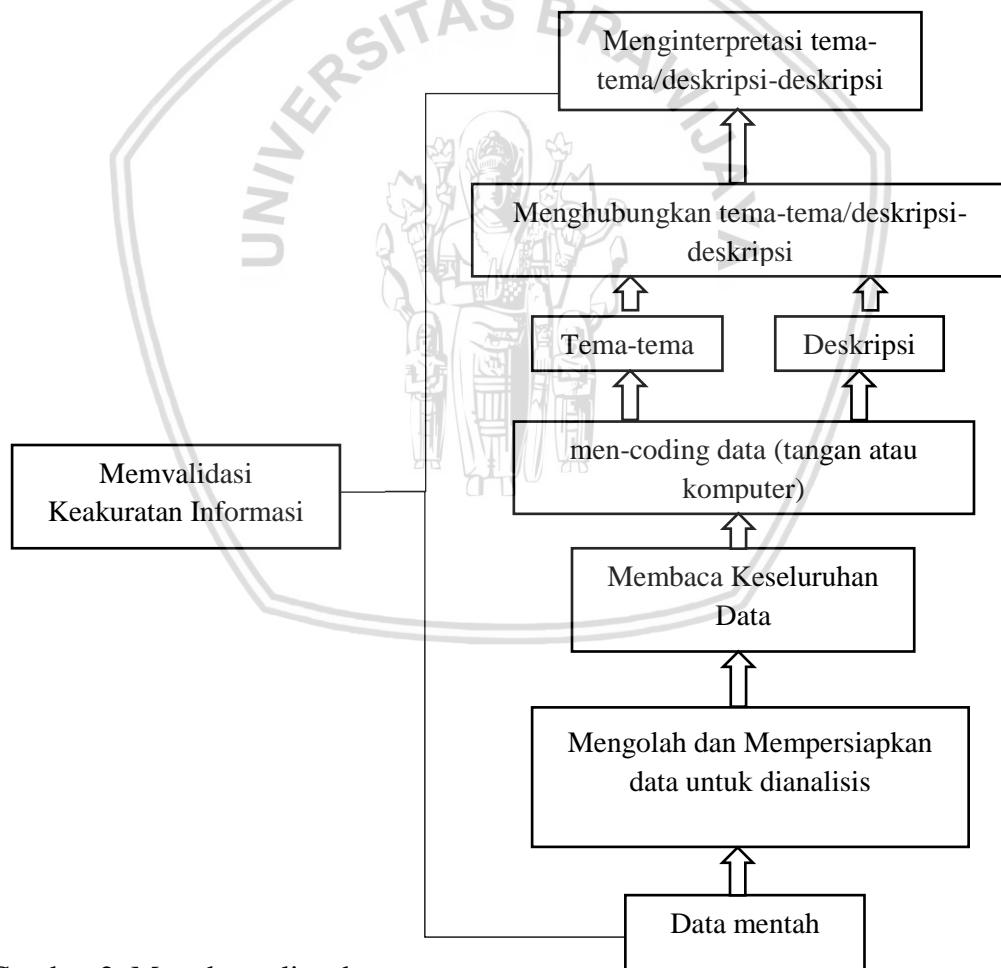 UNIVERSITAS BRAWIJAYA
Menginterpretasi tema-
tema/deskripsi-deskripsi
Menghubungkan tema-tema/deskripsi-
deskripsi
Tema-tema
Deskripsi
men-coding data (tangan atau
komputer)
Memvalidasi
Keakuratan Informasi
Membaca Keseluruhan
Data
Mengolah dan Mempersiapkan
data untuk dianalisis
Data mentah